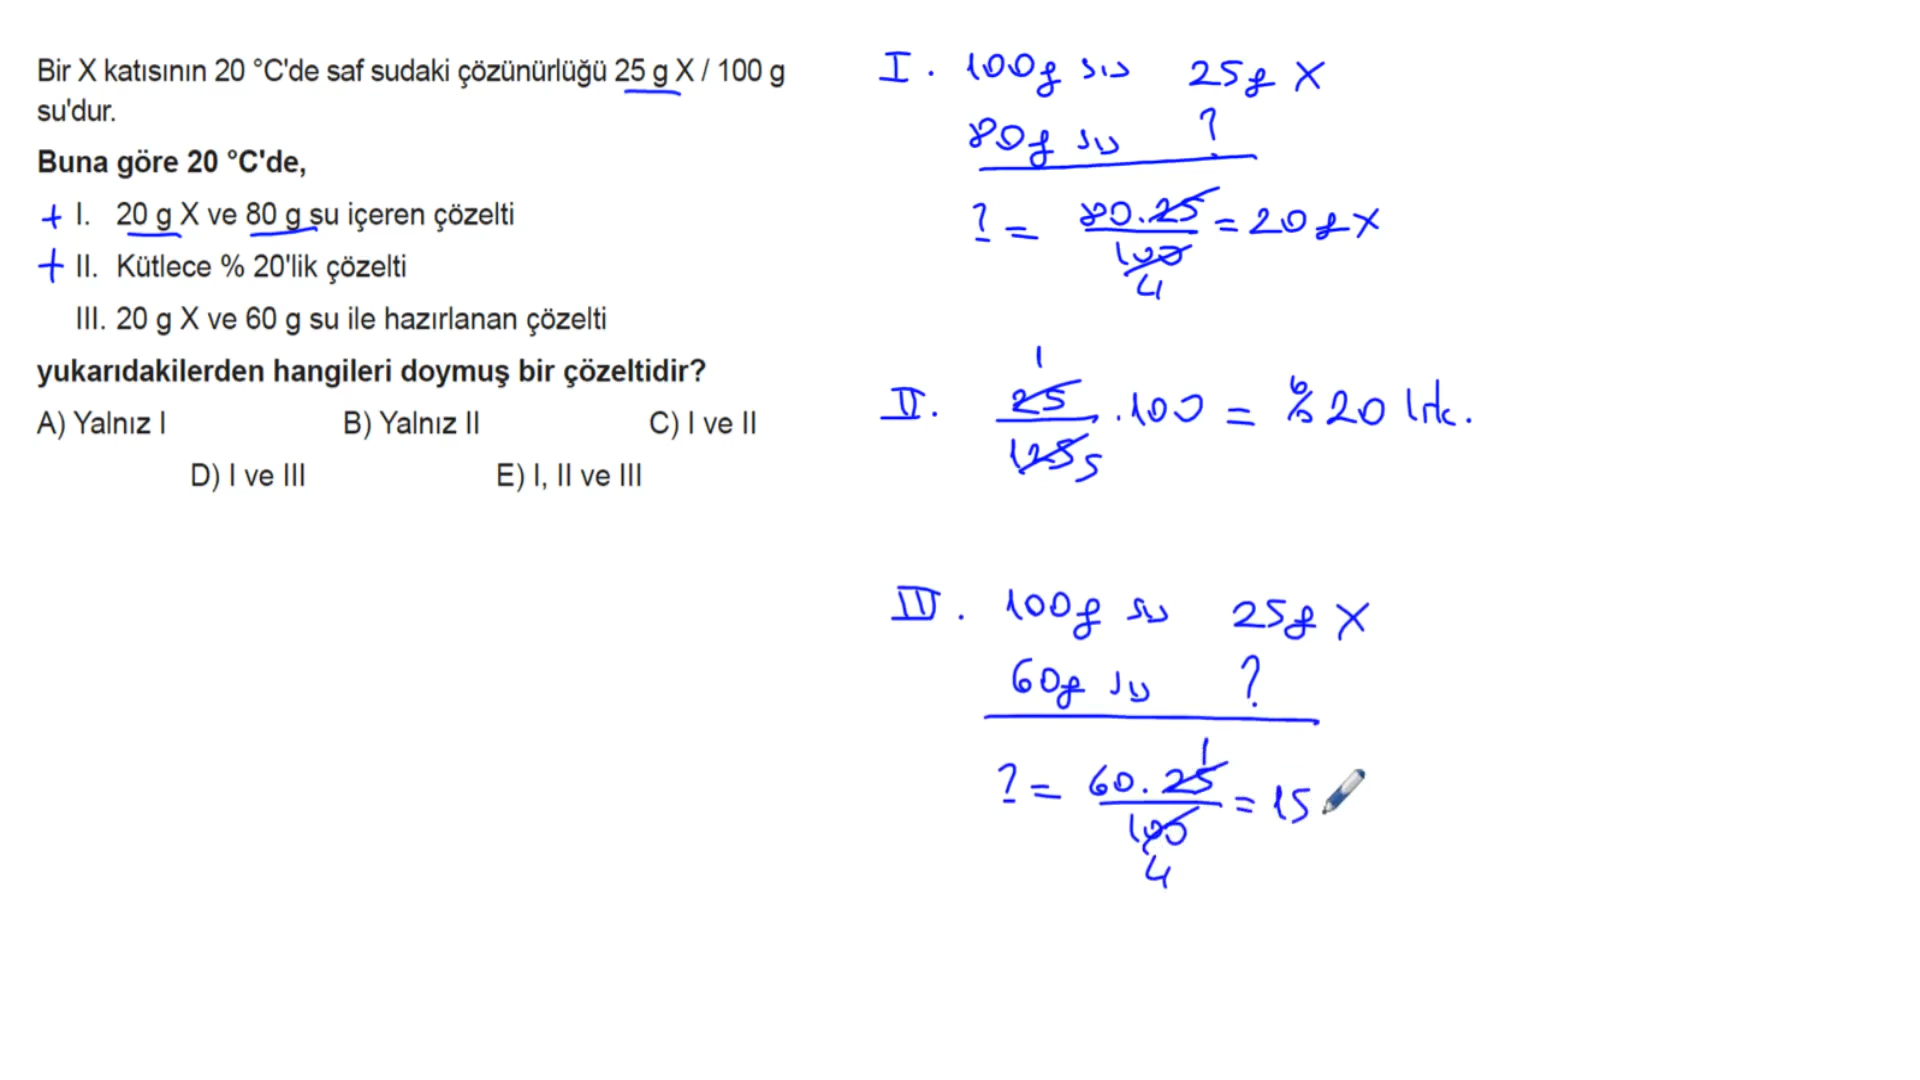 Bir X katısının 20 °C'de saf sudaki çözünürlüğü 25 g X / 100 g
su'dur.
Buna göre 20 °C'de,
+ I. 20 g X ve 80 g su içeren çözelti
+ II. Kütlece % 20'lik çözelti
III. 20 g X ve 60 g su ile hazırlanan çözelti
yukarıdakilerden hangileri doymuş bir çözeltidir?
A) Yalnız I B) Yalnız II C) I ve II
D) I ve III E) I, II ve III
I. 100g su 25g X
80g su ?
? = 80.25 = 20 g X
100
4
1
II. 25 .100 = %20 lik.
125 5
III. 100g su 25g X
60g su ?
1
? = 60.25 = 15
100
4